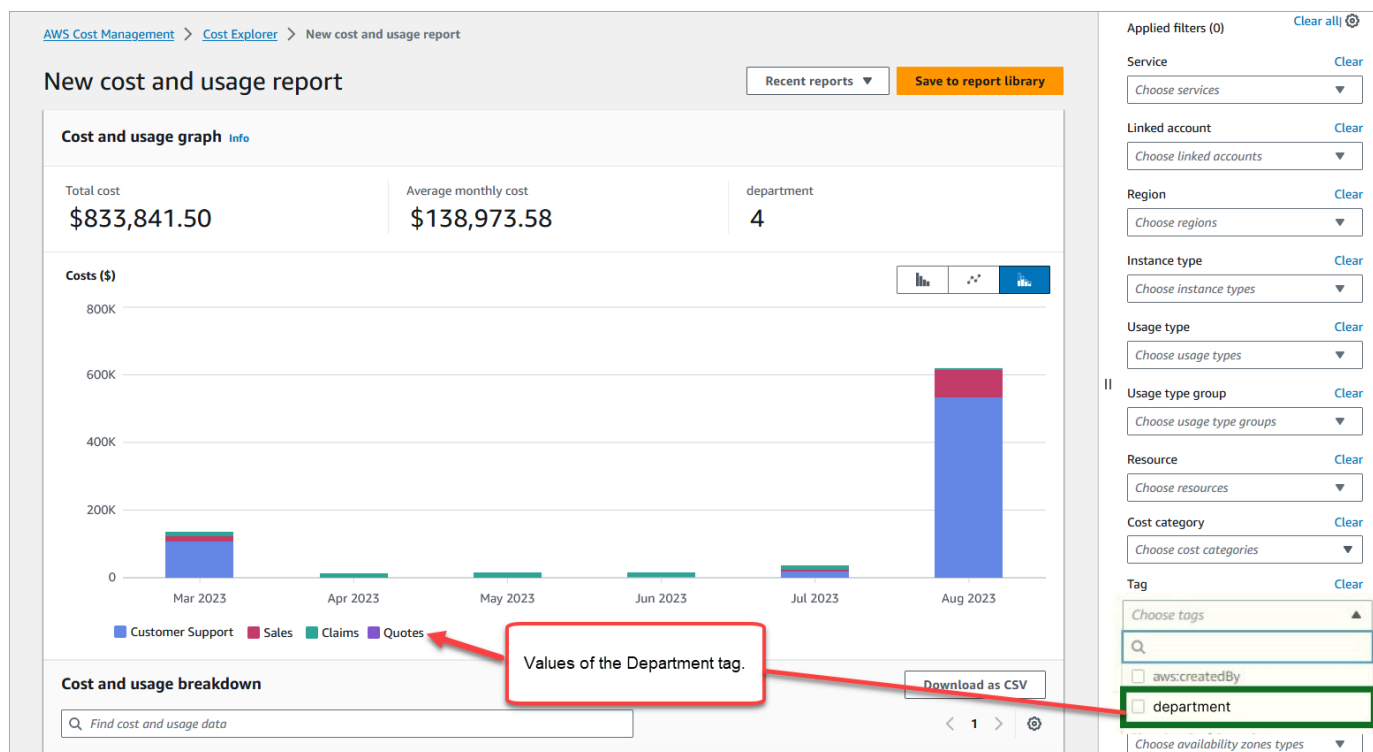 AWS Cost Management > Cost Explorer > New cost and usage report
New cost and usage report
Recent reports ▼
Save to report library
Cost and usage graph Info
Total cost
$833,841.50
Average monthly cost
$138,973.58
department
4
Costs ($)
800K
600K
400K
200K
0
Mar 2023 Apr 2023 May 2023 Jun 2023 Jul 2023 Aug 2023
Customer Support Sales Claims Quotes
Values of the Department tag.
Cost and usage breakdown
Download as CSV
Find cost and usage data
< 1 >
Applied filters (0)
Clear all|
Service Clear
Choose services
Linked account Clear
Choose linked accounts
Region Clear
Choose regions
Instance type Clear
Choose instance types
Usage type Clear
Choose usage types
Usage type group Clear
Choose usage type groups
Resource Clear
Choose resources
Cost category Clear
Choose cost categories
Tag Clear
Choose tags
aws:createdBy
department
Choose availability zones types